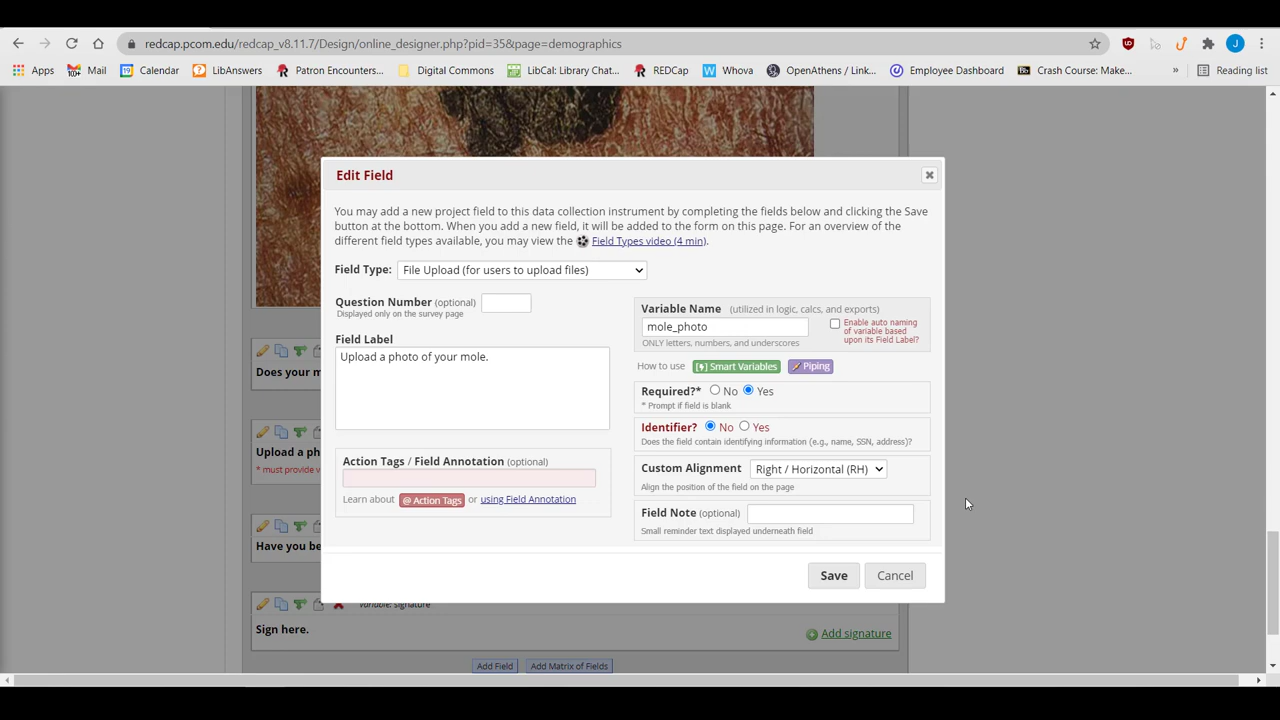 redcap.pcom.edu/redcap_v8.11.7/Design/online_designer.php?pid=35&page=demographics
Apps Mail Calendar LibAnswers Patron Encounters... Digital Commons LibCal: Library Chat... REDCap Whova OpenAthens / Link... Employee Dashboard Crash Course: Make... » Reading list
Edit Field
You may add a new project field to this data collection instrument by completing the fields below and clicking the Save
button at the bottom. When you add a new field, it will be added to the form on this page. For an overview of the
different field types available, you may view the Field Types video (4 min).
Field Type: File Upload (for users to upload files)
Question Number (optional)
Displayed only on the survey page
Field Label
Upload a photo of your mole.
Action Tags / Field Annotation (optional)
Learn about @ Action Tags or using Field Annotation
Variable Name (utilized in logic, calcs, and exports)
mole_photo
Enable auto naming
of variable based
upon its Field Label?
ONLY letters, numbers, and underscores
How to use [⚡] Smart Variables Piping
Required?* No Yes
* Prompt if field is blank
Identifier? No Yes
Does the field contain identifying information (e.g., name, SSN, address)?
Custom Alignment Right / Horizontal (RH)
Align the position of the field on the page
Field Note (optional)
Small reminder text displayed underneath field
Save Cancel
Does your m
Upload a ph
* must provide v
Have you be
Variable: signature
Sign here.
Add signature
Add Field Add Matrix of Fields